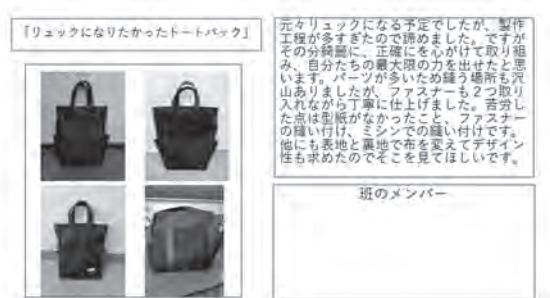 「リュックになりたかったトートバック」
元々リュックになる予定でしたが、製作
工程が多すぎたので諦めました。ですが
その分綺麗に、正確にを心がけて取り組
み、自分たちの最大限の力を出せたと思
います。パーツが多いため縫う場所も沢
山ありましたが、ファスナーも2つ取り
入れながら丁寧に仕上げました。苦労し
た点は型紙がなかったこと、ファスナー
の縫い付け、ミシンでの縫い付けです。
他にも表地と裏地で布を変えてデザイン
性も求めたのでそこを見てほしいです。
班のメンバー